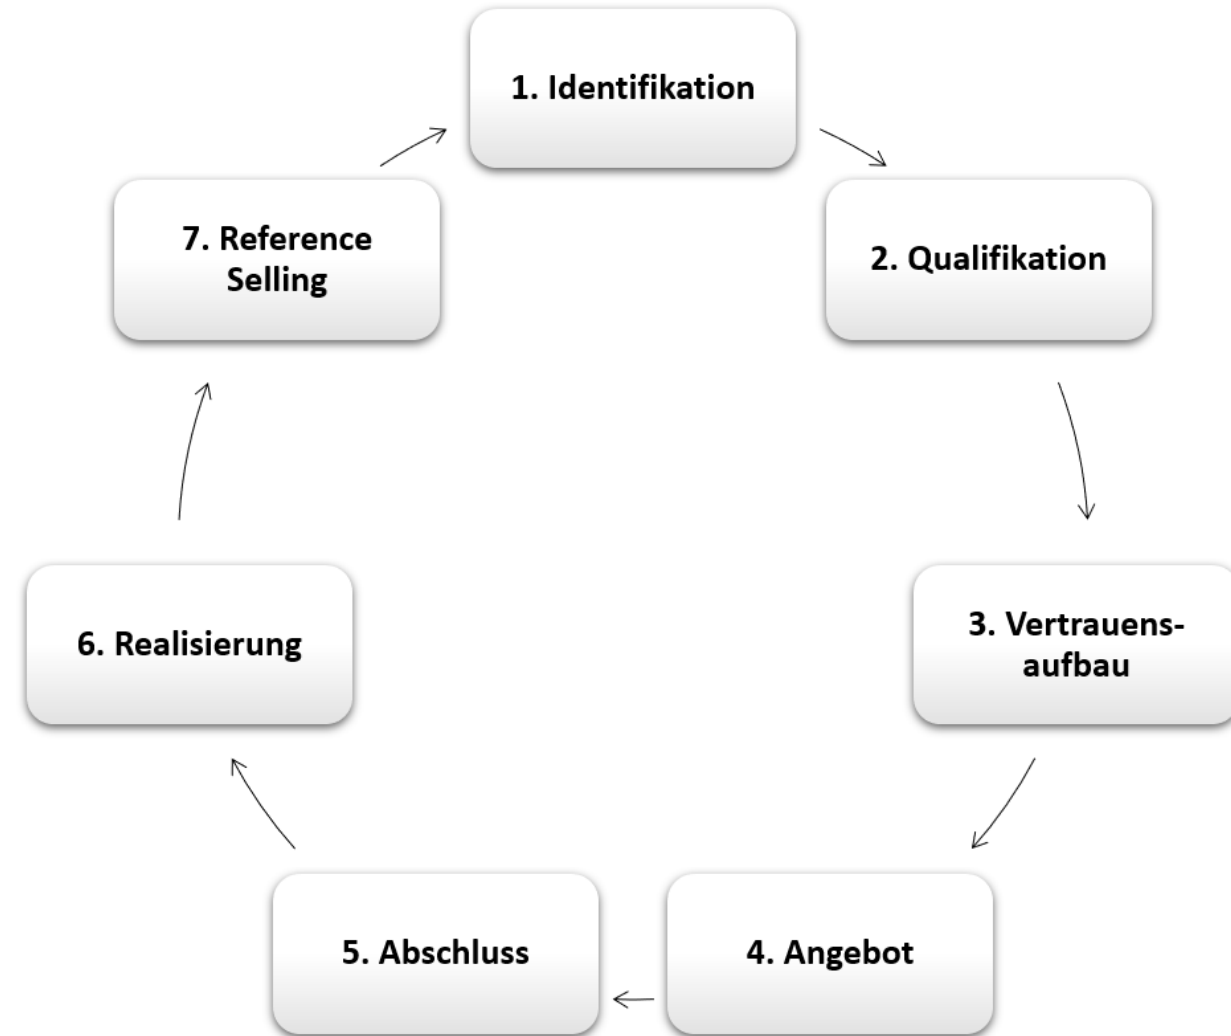 1. Identifikation
2. Qualifikation
3. Vertrauens-
aufbau
4. Angebot
5. Abschluss
6. Realisierung
7. Reference
Selling